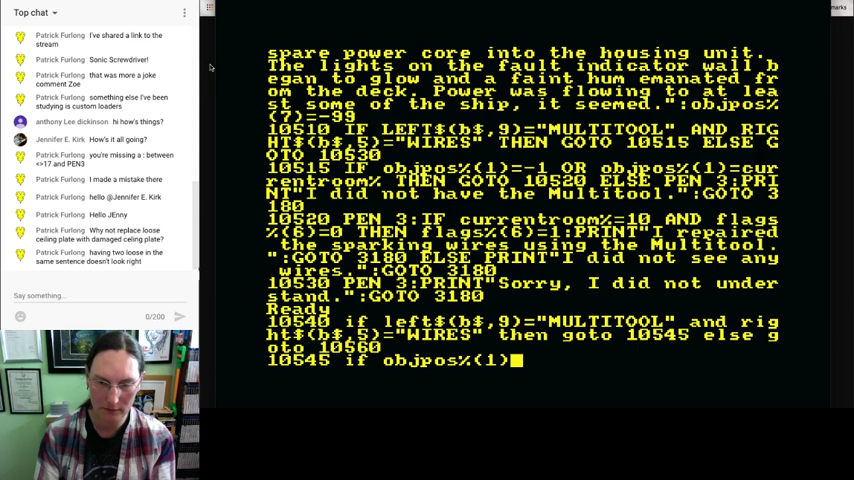 Top chat
Patrick Furlong I've shared a link to the
stream
Patrick Furlong Sonic Screwdriver!
Patrick Furlong that was more a joke
comment Zoe
Patrick Furlong something else I've been
studying is custom loaders
anthony Lee dickinson hi how's things?
Jennifer E. Kirk How's it all going?
Patrick Furlong you're missing a : between
<>17 and PEN3
Patrick Furlong I made a mistake there
Patrick Furlong hello @Jennifer E. Kirk
Patrick Furlong Hello JEnny
Patrick Furlong Why not replace loose
ceiling plate with damaged celing plate?
Patrick Furlong having two loose in the
same sentence doesn't look right
Say something...
0/200
marks
spare power core into the housing unit.
The lights on the fault indicator wall b
egan to glow and a faint hum emanated fr
om the deck. Power was flowing to at lea
st some of the ship, it seemed.":objpos%
(7)=-99
10510 IF LEFT$(b$,9)="MULTITOOL" AND RIG
HT$(b$,5)="WIRES" THEN GOTO 10515 ELSE G
OTO 10530
10515 IF objpos%(1)=-1 OR objpos%(1)=cur
rentroom% THEN GOTO 10520 ELSE PEN 3:PRI
NT"I did not have the Multitool.":GOTO 3
180
10520 PEN 3:IF currentroom%=10 AND flags
%(6)=0 THEN flags%(6)=1:PRINT"I repaired
the sparking wires using the Multitool.
":GOTO 3180 ELSE PRINT"I did not see any
wires.":GOTO 3180
10530 PEN 3:PRINT"Sorry, I did not under
stand.":GOTO 3180
Ready
10540 if left$(b$,9)="MULTITOOL" and rig
ht$(b$,5)="WIRES" then goto 10545 else g
oto 10560
10545 if objpos%(1)